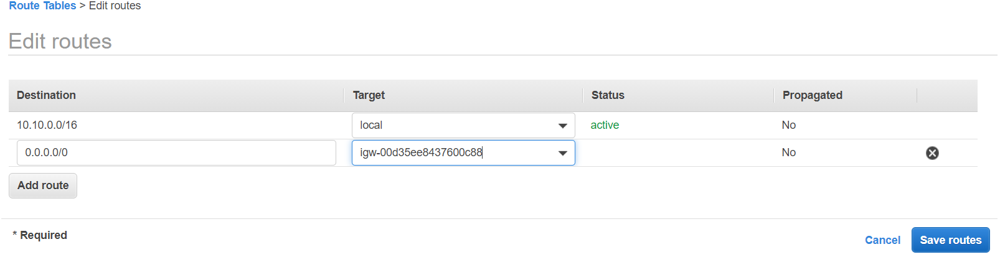 Route Tables > Edit routes
Edit routes
Destination Target Status Propagated
10.10.0.0/16 local active No
0.0.0.0/0 igw-00d35ee8437600c88 No
Add route
* Required
Cancel Save routes